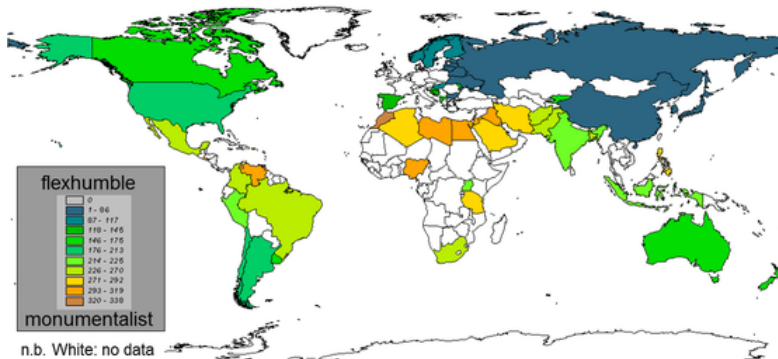 flexhumble
0
1 - 86
87 - 117
118 - 145
146 - 175
176 - 213
214 - 225
226 - 270
271 - 292
293 - 319
320 - 338
monumentalist
n.b. White: no data